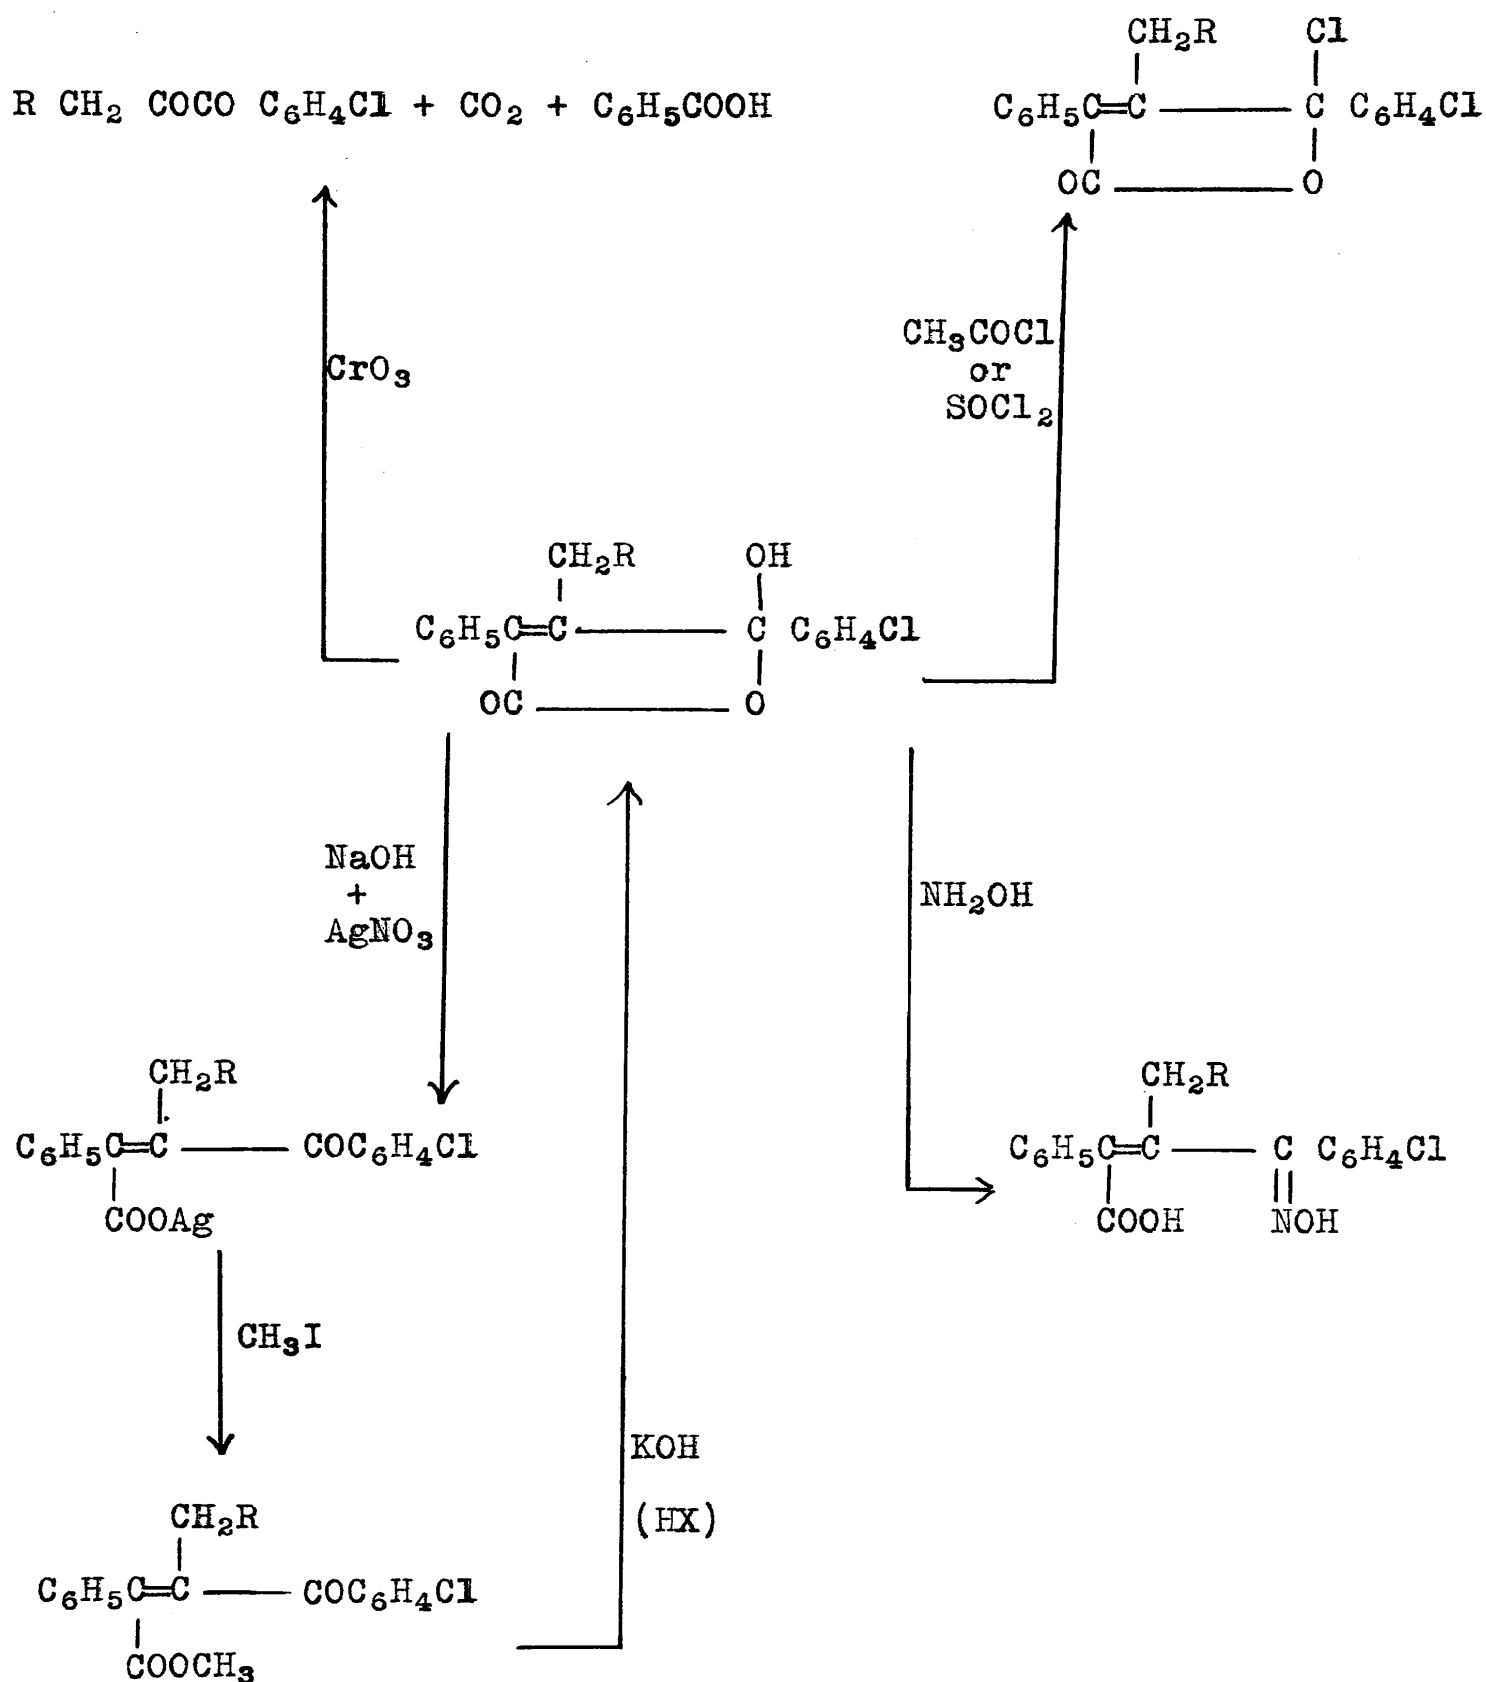 CH₂R Cl
R CH₂ COCO C₆H₄Cl + CO₂ + C₆H₅COOH
C₆H₅C=C C C₆H₄Cl
OC O
CH₃COCl
or
SOCl₂
CrO₃
CH₂R OH
C₆H₅C=C C C₆H₄Cl
OC O
NaOH
+
AgNO₃
NH₂OH
CH₂R
C₆H₅C=C COC₆H₄Cl
COOAg
CH₂R
C₆H₅C=C C C₆H₄Cl
COOH NOH
CH₃I
KOH
(HX)
CH₂R
C₆H₅C=C COC₆H₄Cl
COOCH₃